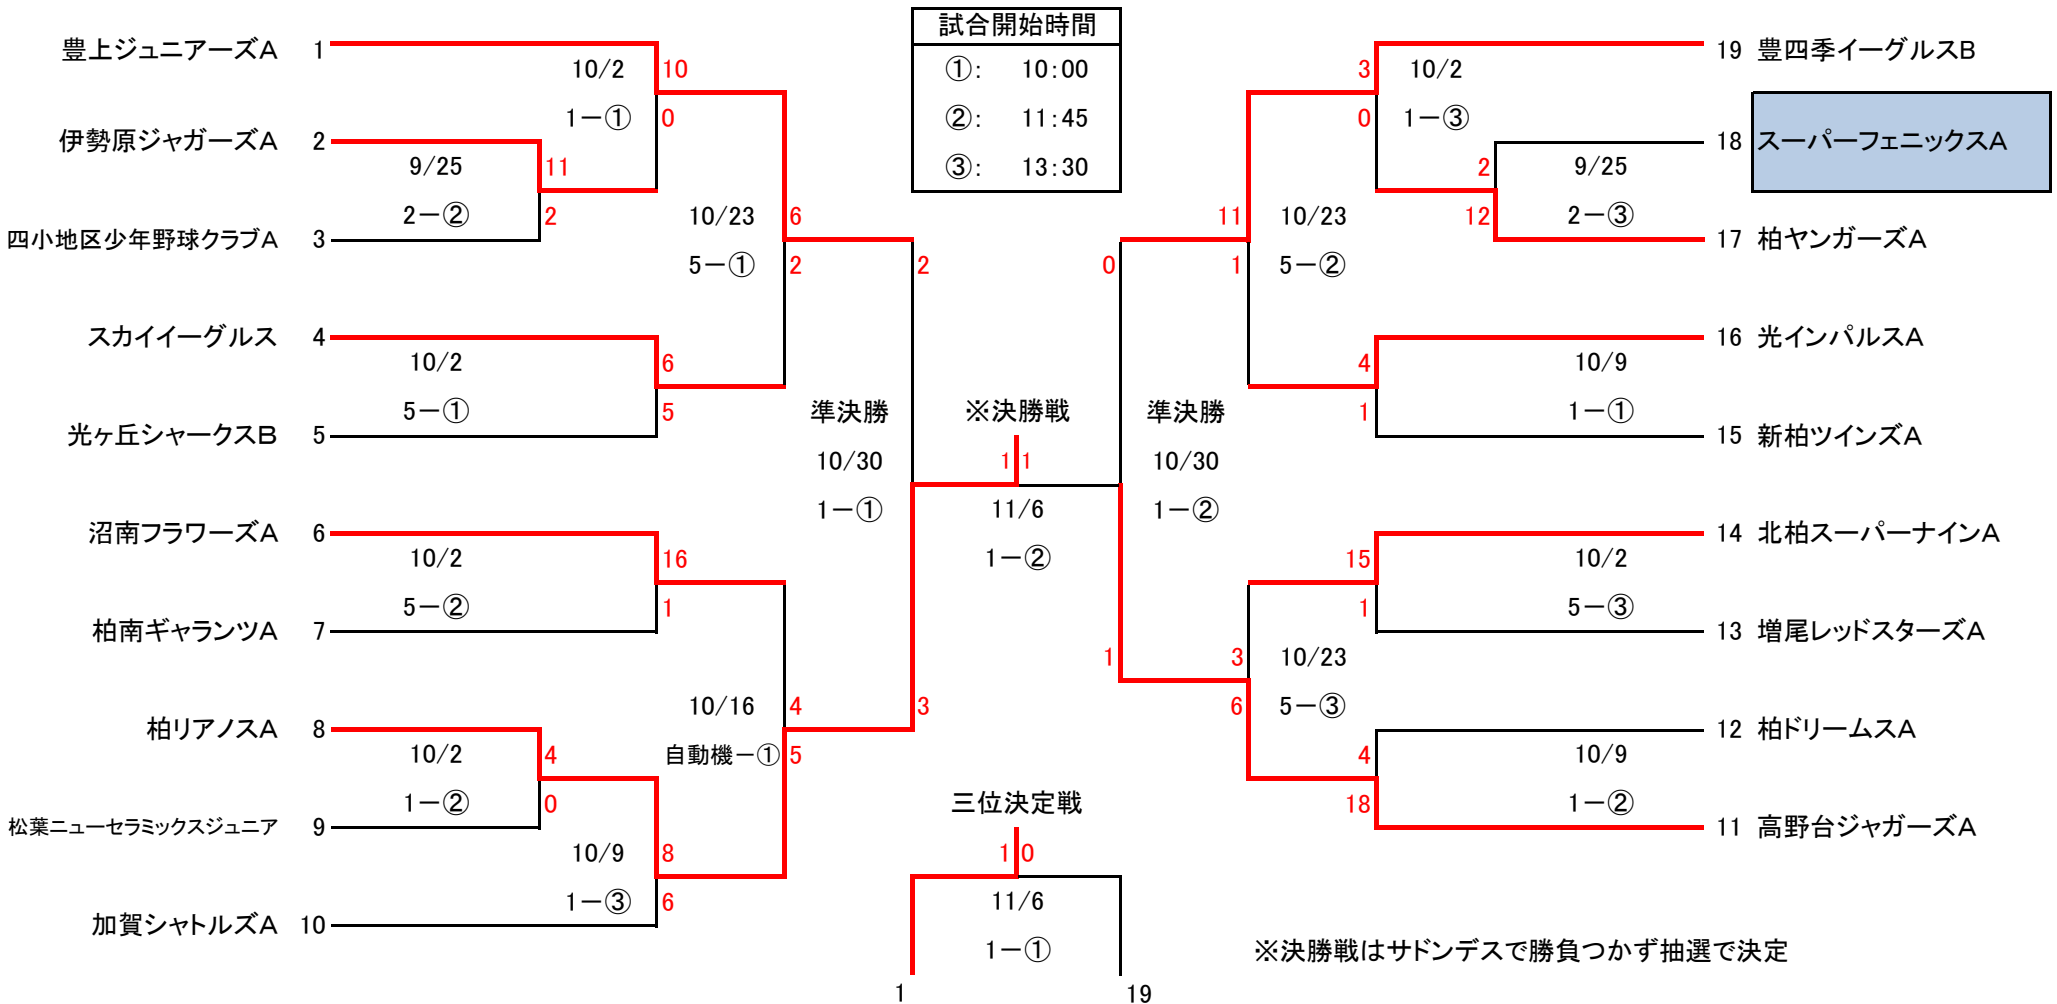 試合開始時間
①: 10:00
②: 11:45
③: 13:30
豊上ジュニアーズA 1
伊勢原ジャガーズA 2
四小地区少年野球クラブA 3
スカイイーグルス 4
光ヶ丘シャークスB 5
沼南フラワーズA 6
柏南ギャランツA 7
柏リアノスA 8
松葉ニューセラミックスジュニア 9
加賀シャトルズA 10
10/2
1-①
10
0
9/25
2-②
11
2
10/23
5-①
6
2
10/2
5-①
6
5
準決勝
10/30
1-①
2
3
10/2
5-②
16
1
10/16
自動機-①
4
5
10/2
1-②
4
0
10/9
1-③
8
6
※決勝戦
1 1
11/6
1-②
三位決定戦
1 0
11/6
1-①
1 19
準決勝
10/30
1-②
0
1
3
0
10/2
1-③
2
12
9/25
2-③
11
1
10/23
5-②
4
1
10/9
1-①
15
1
10/2
5-③
3
6
10/23
5-③
4
18
10/9
1-②
19 豊四季イーグルスB
18 スーパーフェニックスA
17 柏ヤンガーズA
16 光インパルスA
15 新柏ツインズA
14 北柏スーパーナインA
13 増尾レッドスターズA
12 柏ドリームスA
11 高野台ジャガーズA
※決勝戦はサドンデスで勝負つかず抽選で決定